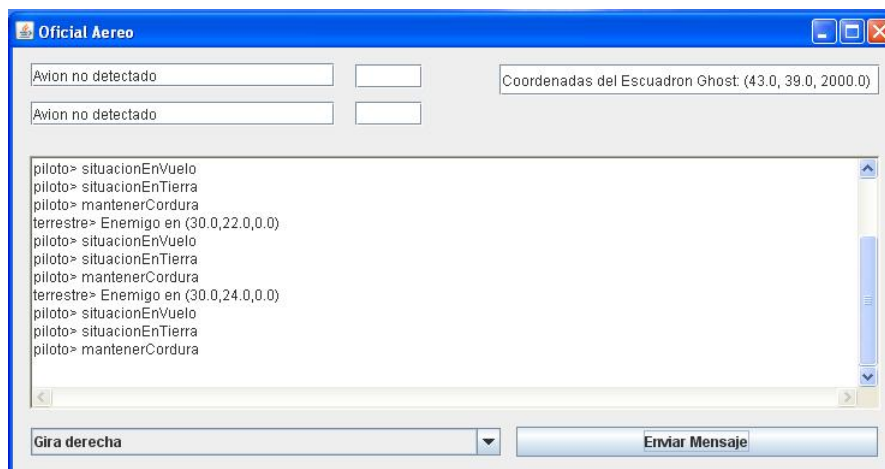 Oficial Aereo
Avion no detectado
Coordenadas del Escuadron Ghost: (43.0, 39.0, 2000.0)
Avion no detectado
piloto> situacionEnVuelo
piloto> situacionEnTierra
piloto> mantenerCordura
terrestre> Enemigo en (30.0,22.0,0.0)
piloto> situacionEnVuelo
piloto> situacionEnTierra
piloto> mantenerCordura
terrestre> Enemigo en (30.0,24.0,0.0)
piloto> situacionEnVuelo
piloto> situacionEnTierra
piloto> mantenerCordura
Gira derecha
Enviar Mensaje